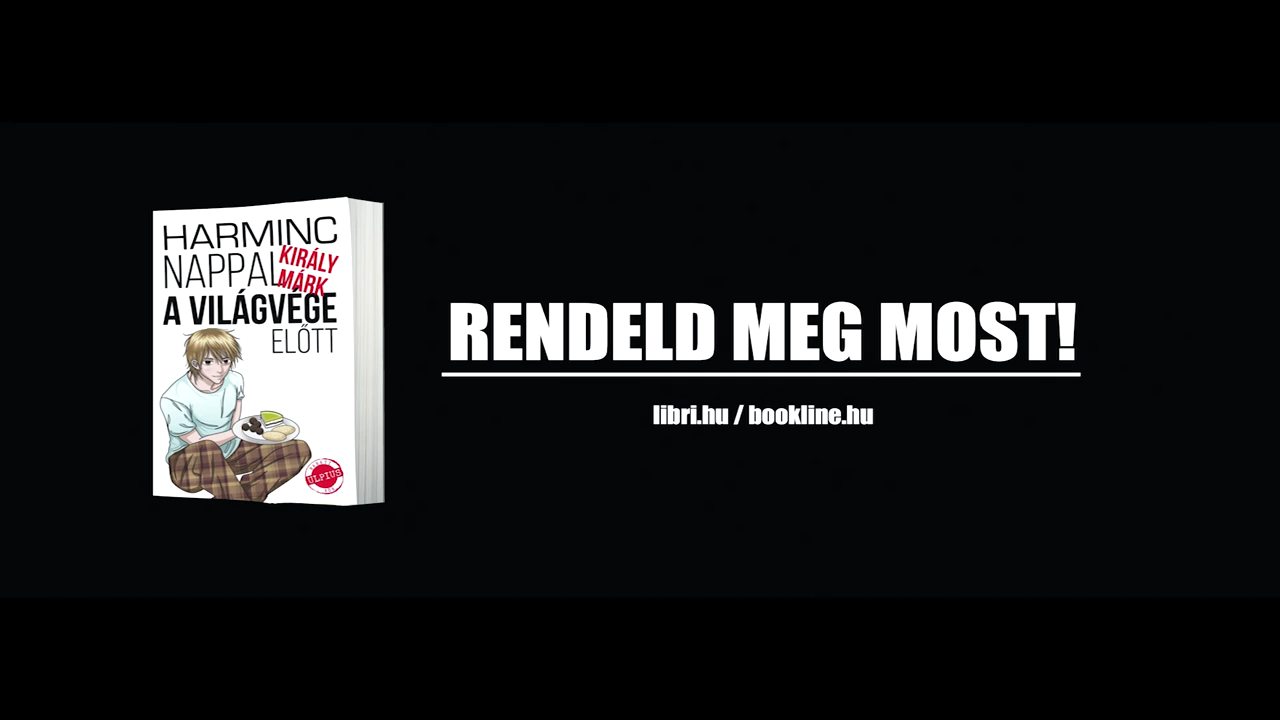 HARMINC
NAPPAL
KIRÁLY
MÁRK
A VILÁGVÉGE
ELŐTT
ULPIUS
RENDELD MEG MOST!
libri.hu / bookline.hu